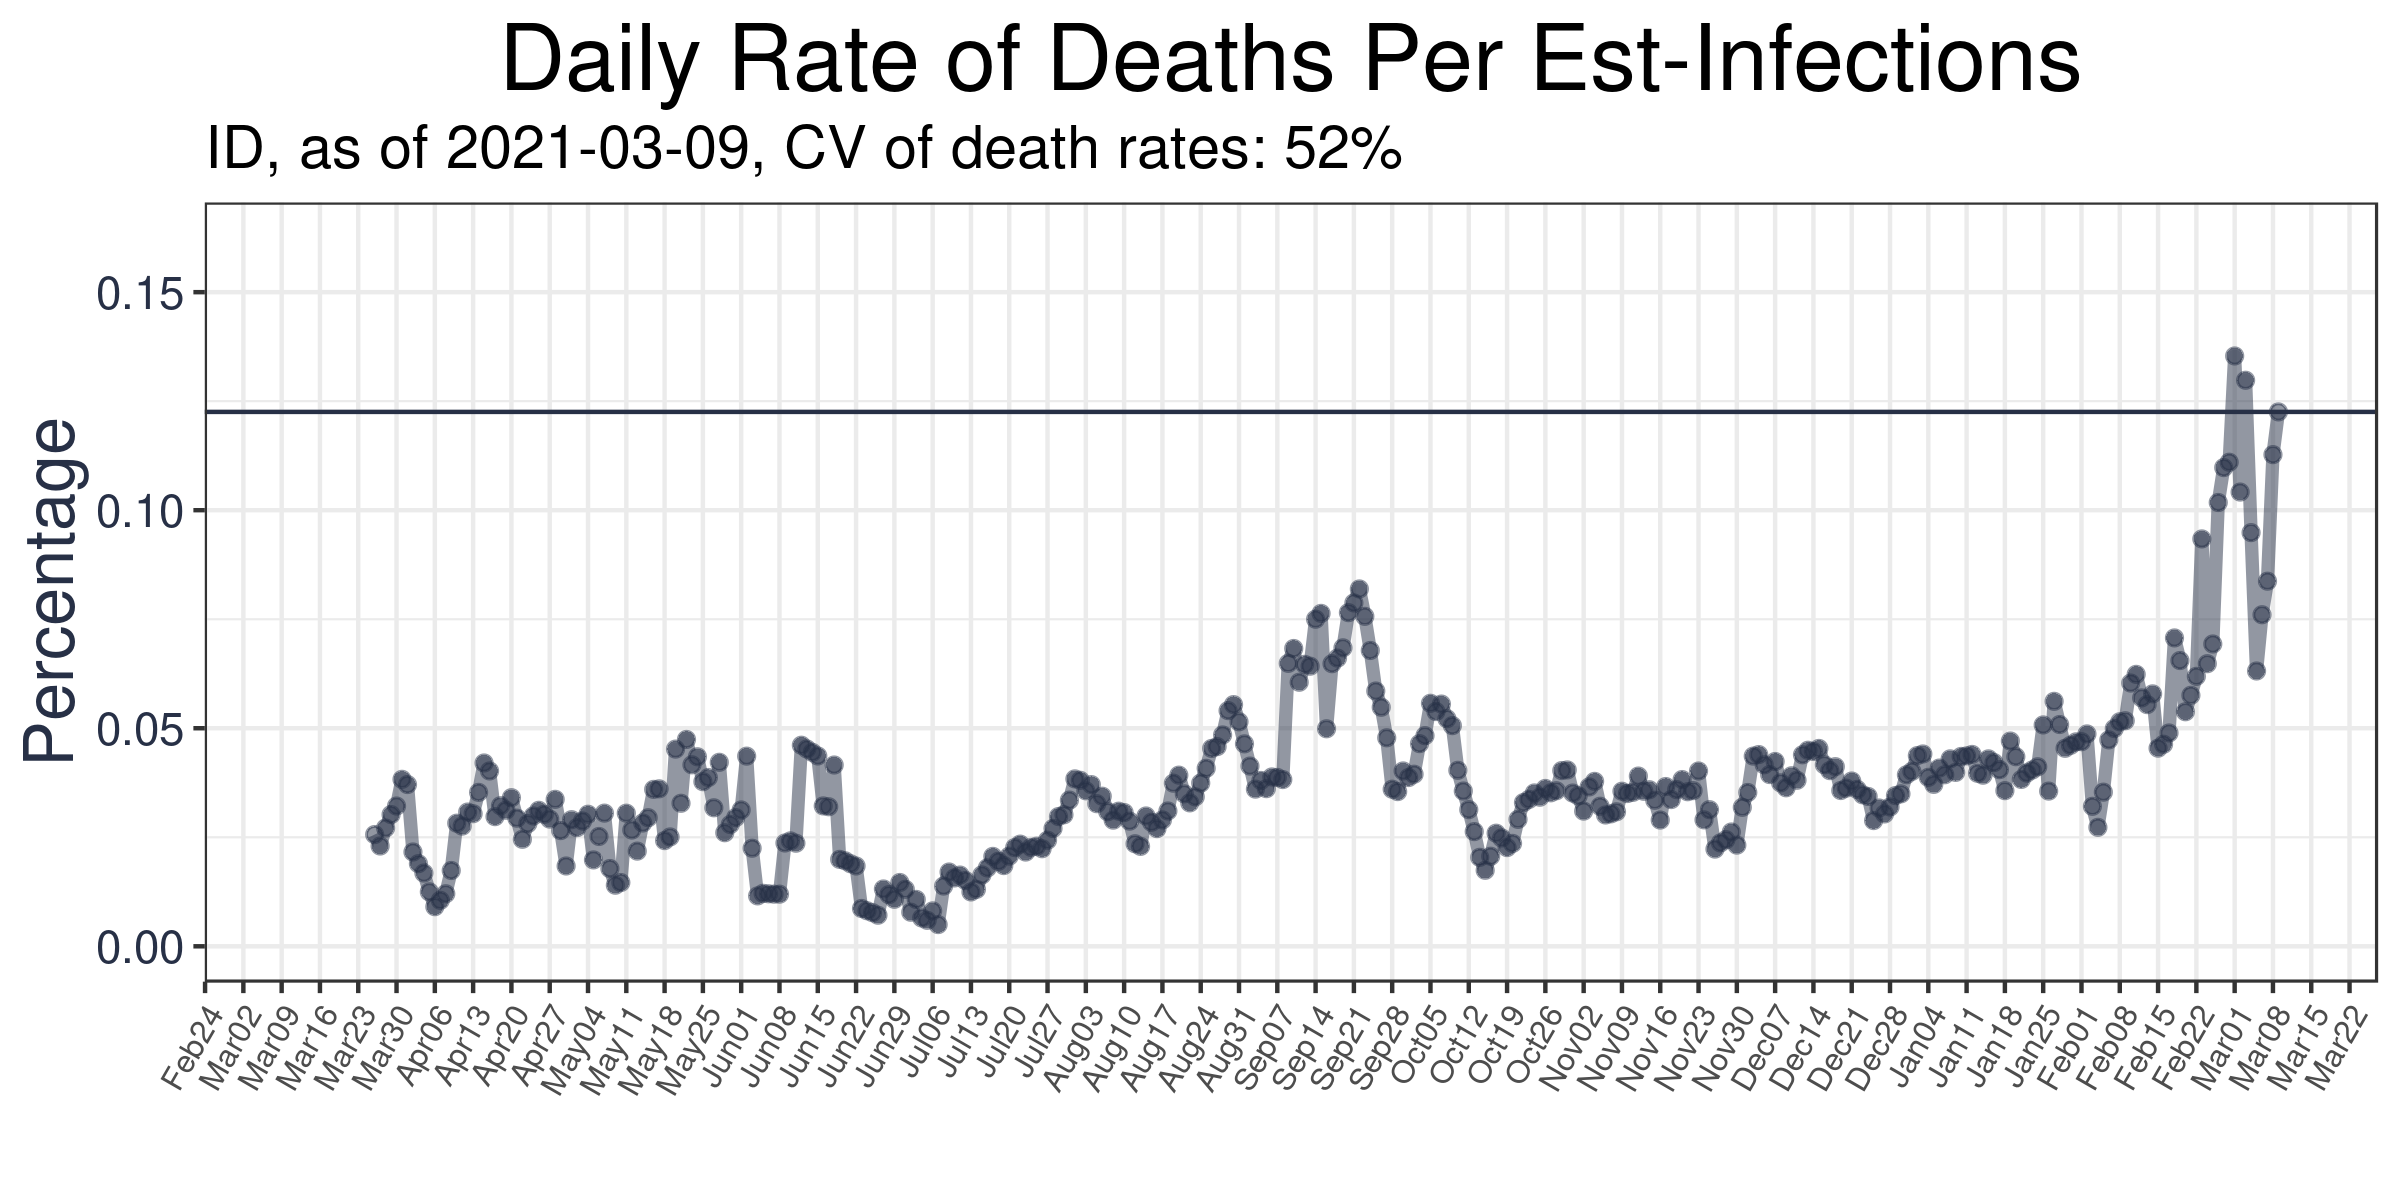 Daily Rate of Deaths Per Est-Infections
ID, as of 2021-03-09, CV of death rates: 52%
Percentage
0.15
0.10
0.05
0.00
Feb24
Mar02
Mar09
Mar16
Mar23
Mar30
Apr06
Apr13
Apr20
Apr27
May04
May11
May18
May25
Jun01
Jun08
Jun15
Jun22
Jun29
Jul06
Jul13
Jul20
Jul27
Aug03
Aug10
Aug17
Aug24
Aug31
Sep07
Sep14
Sep21
Sep28
Oct05
Oct12
Oct19
Oct26
Nov02
Nov09
Nov16
Nov23
Nov30
Dec07
Dec14
Dec21
Dec28
Jan04
Jan11
Jan18
Jan25
Feb01
Feb08
Feb15
Feb22
Mar01
Mar08
Mar15
Mar22